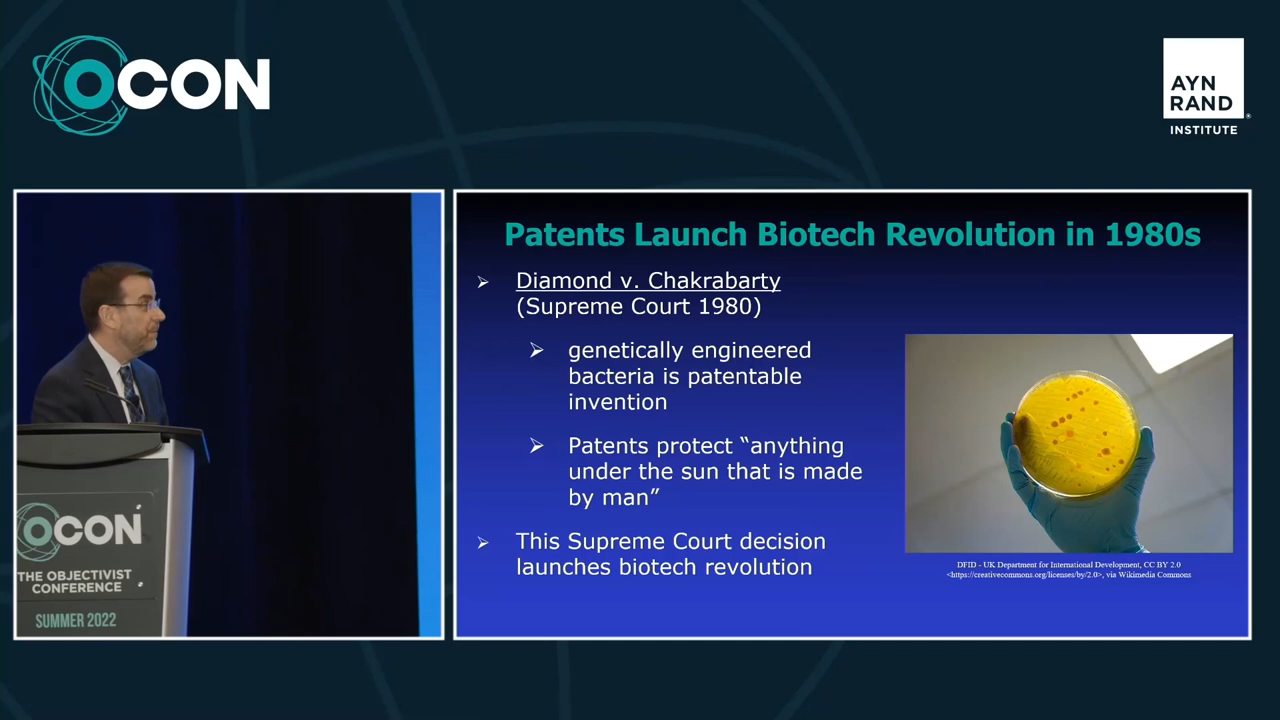 OCON
AYN
RAND
INSTITUTE
OCON
THE OBJECTIVIST
CONFERENCE
SUMMER 2022
Patents Launch Biotech Revolution in 1980s
Diamond v. Chakrabarty
(Supreme Court 1980)
genetically engineered
bacteria is patentable
invention
Patents protect “anything
under the sun that is made
by man”
This Supreme Court decision
launches biotech revolution
DFID - UK Department for International Development, CC BY 2.0
<https://creativecommons.org/licenses/by/2.0>, via Wikimedia Commons